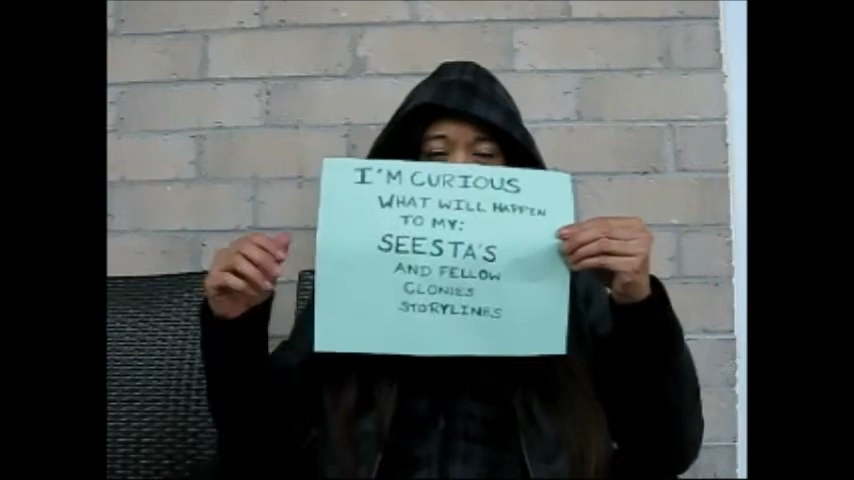 I'M CURIOUS
WHAT WILL HAPPEN
TO MY:
SEESTA'S
AND FELLOW
CLONIES
STORYLINES